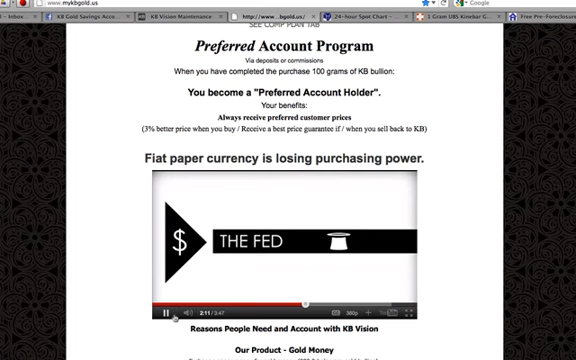 www.mykbgold.us
Google
Inbox...
KB Gold Savings Acco...
KB Vision Maintenance
http://www...bgold.us/
24-hour Spot Chart - ...
1 Gram UBS Kinebar G...
Free Pre-Foreclosure
SEE COMP PLAN TAB
Preferred Account Program
Via deposits or commissions
When you have completed the purchase 100 grams of KB bullion:
You become a "Preferred Account Holder".
Your benefits:
Always receive preferred customer prices
(3% better price when you buy / Receive a best price guarantee if / when you sell back to KB)
Fiat paper currency is losing purchasing power.
$ THE FED
2:11 / 3:47
360p
Reasons People Need and Account with KB Vision
Our Product - Gold Money